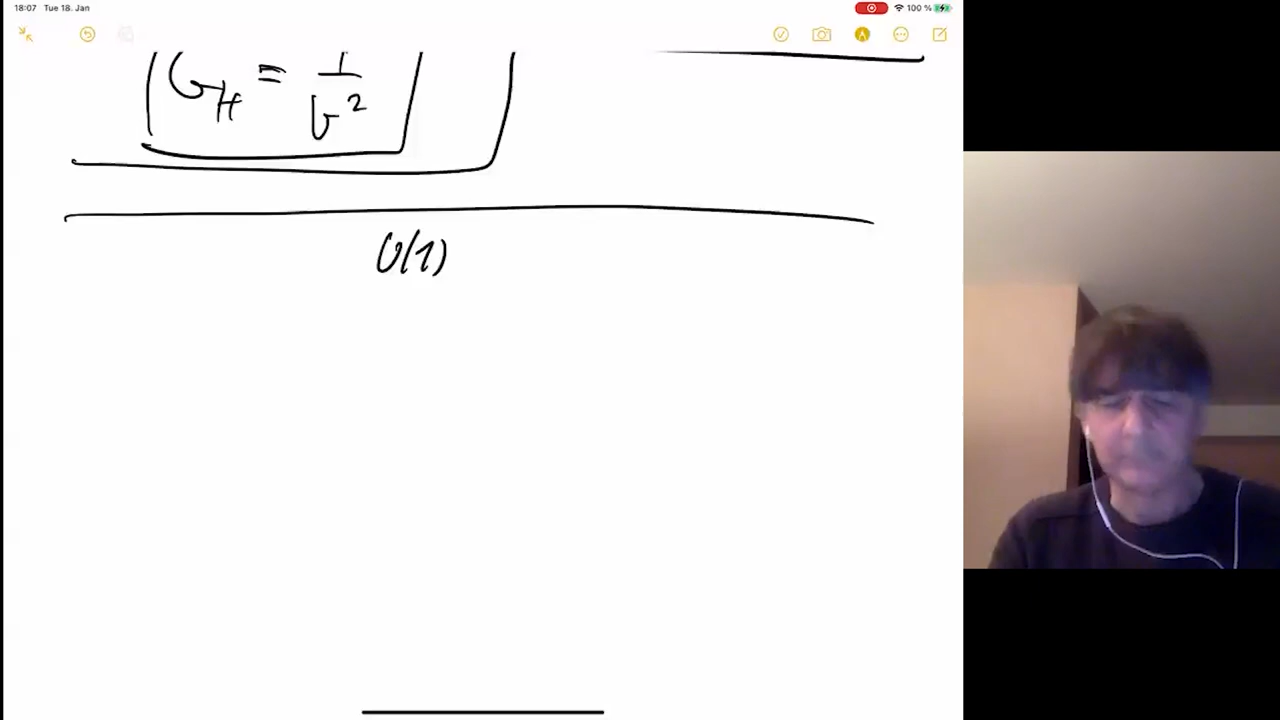 18:07 Tue 18. Jan 100 %
G_H = 1/v²
U(1)